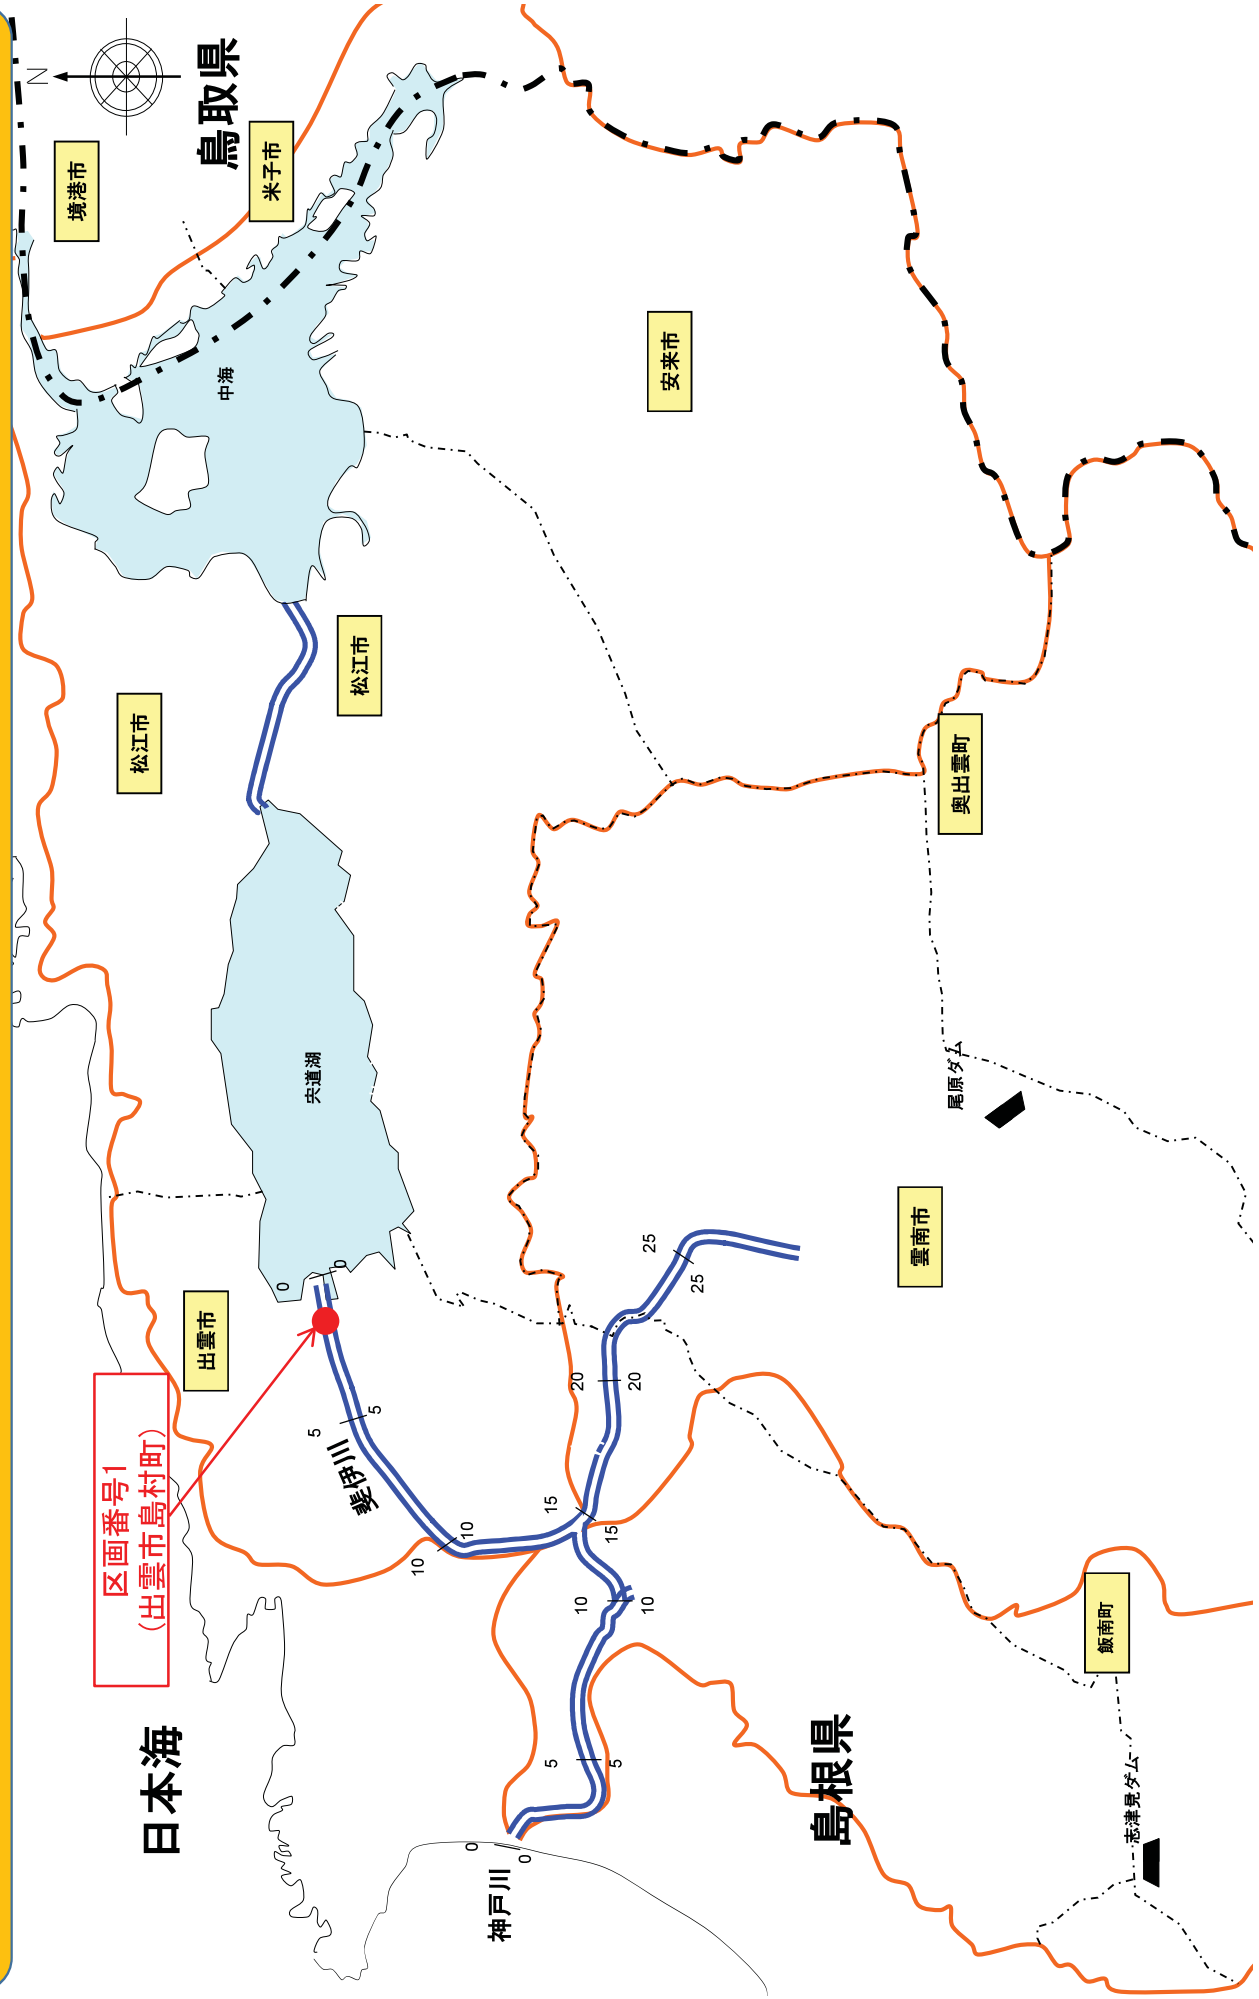 N
鳥取県
境港市
米子市
中海
安来市
松江市
松江市
奥出雲町
宍道湖
尾原ダム
雲南市
出雲市
0
0
区画番号1
(出雲市島村町)
斐伊川
5
5
10
10
15
15
20
20
25
25
10
10
5
5
0
0
神戸川
日本海
島根県
飯南町
志津見ダム